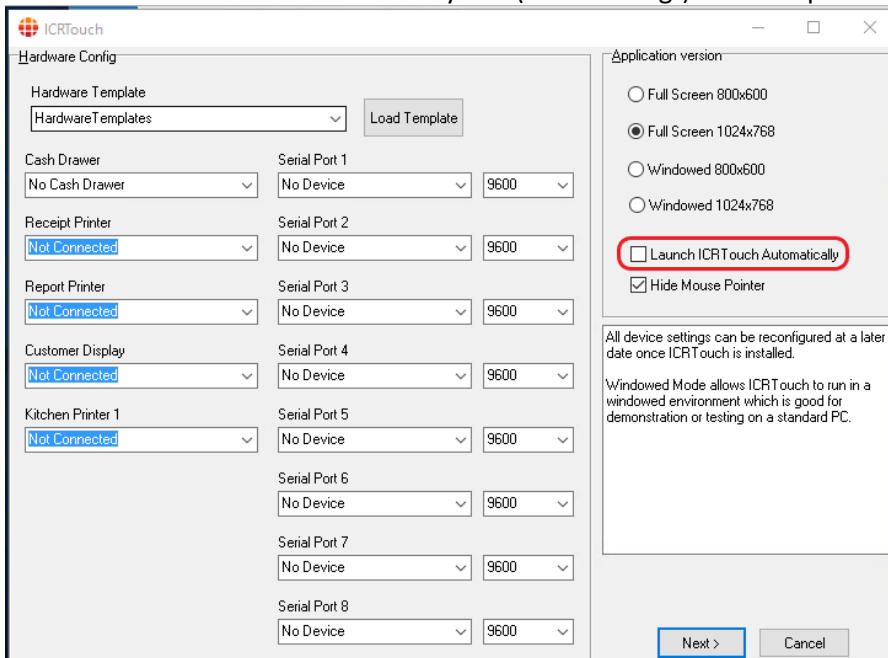 ICRTouch
Hardware Config
Hardware Template
HardwareTemplates
Load Template
Cash Drawer
Serial Port 1
No Cash Drawer
No Device
9600
Receipt Printer
Serial Port 2
Not Connected
No Device
9600
Report Printer
Serial Port 3
Not Connected
No Device
9600
Customer Display
Serial Port 4
Not Connected
No Device
9600
Kitchen Printer 1
Serial Port 5
Not Connected
No Device
9600
Serial Port 6
No Device
9600
Serial Port 7
No Device
9600
Serial Port 8
No Device
9600
Application version
Full Screen 800x600
Full Screen 1024x768
Windowed 800x600
Windowed 1024x768
Launch ICRTouch Automatically
Hide Mouse Pointer
All device settings can be reconfigured at a later
date once ICRTouch is installed.
Windowed Mode allows ICRTouch to run in a
windowed environment which is good for
demonstration or testing on a standard PC.
Next >
Cancel